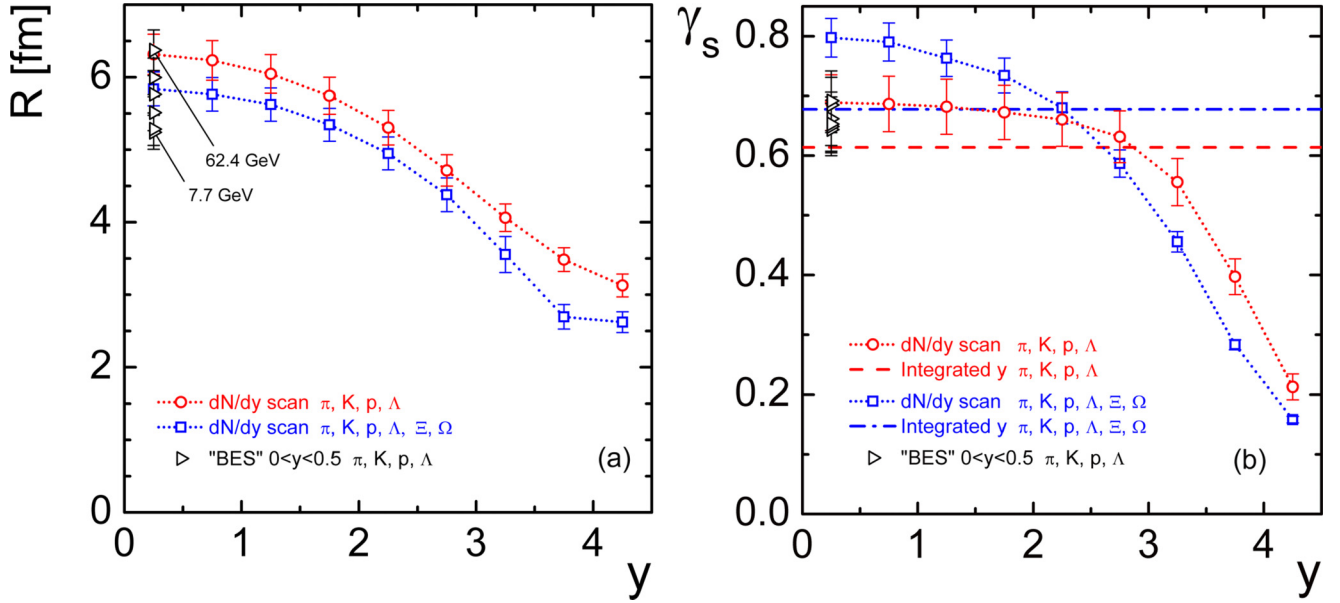 R [fm]
6
4
2
0
62.4 GeV
7.7 GeV
dN/dy scan π, K, p, Λ
dN/dy scan π, K, p, Λ, Ξ, Ω
"BES" 0<y<0.5 π, K, p, Λ
(a)
0 1 2 3 4
y
γs
0.8
0.6
0.4
0.2
0.0
dN/dy scan π, K, p, Λ
Integrated y π, K, p, Λ
dN/dy scan π, K, p, Λ, Ξ, Ω
Integrated y π, K, p, Λ, Ξ, Ω
"BES" 0<y<0.5 π, K, p, Λ
(b)
0 1 2 3 4
y